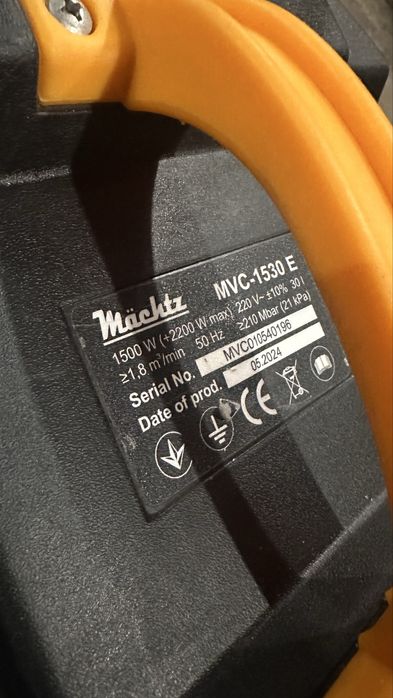 Mächtz MVC-1530 E
1500 W (+2200 W max) 220 V~ ±10% 30 l
≥1,8 m³/min 50 Hz ≥210 Mbar (21 kPa)
Serial No. MVC010540196
Date of prod. 05.2024
CE